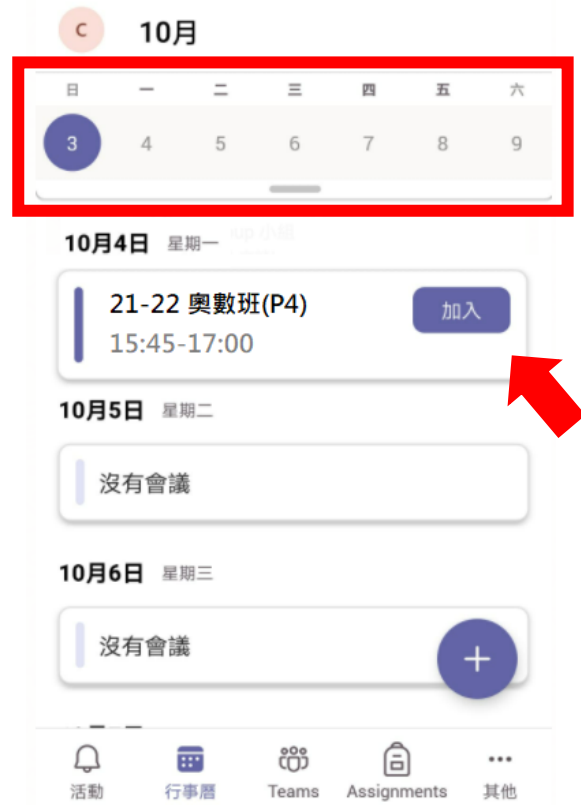 C 10月
日 一 二 三 四 五 六
3 4 5 6 7 8 9
10月4日 星期一
21-22 奧數班(P4) 加入
15:45-17:00
10月5日 星期二
沒有會議
10月6日 星期三
沒有會議
活動 行事曆 Teams Assignments 其他